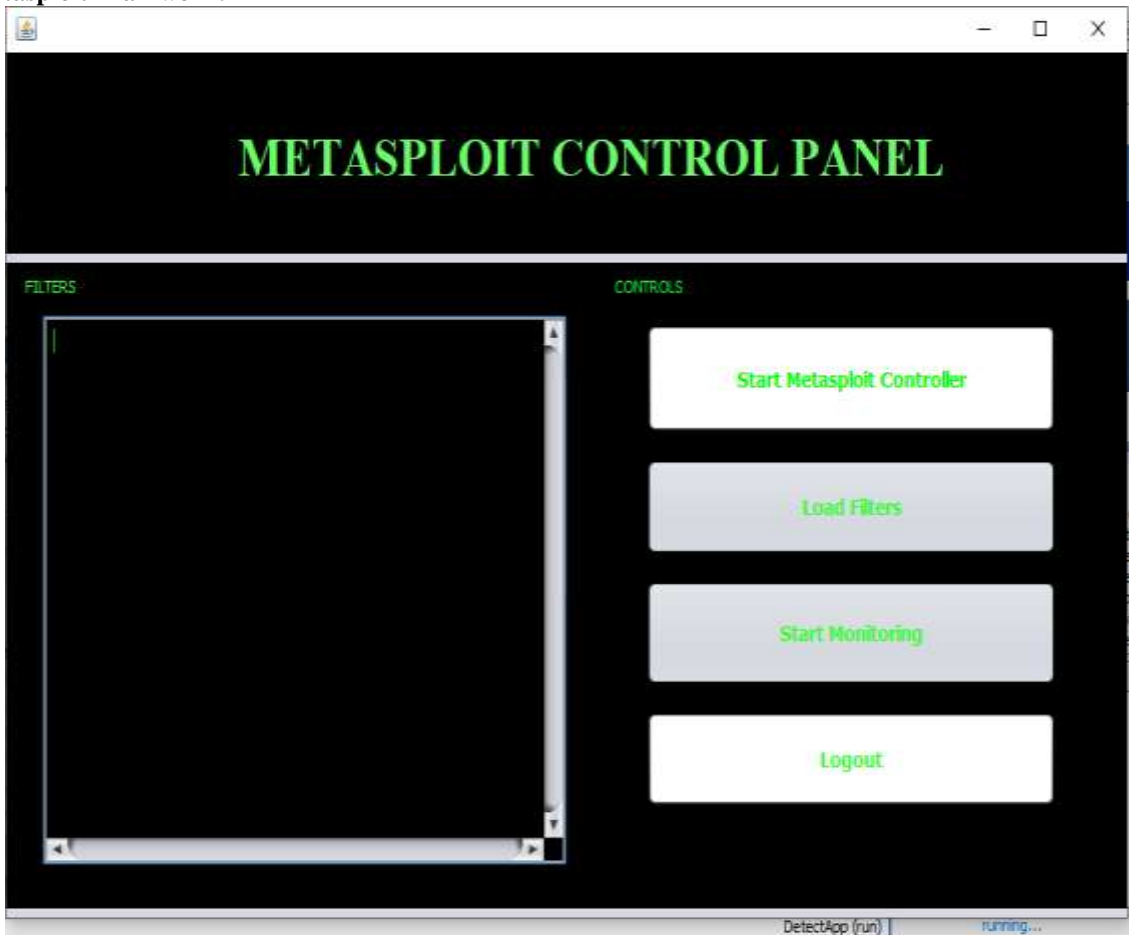 METASPLOIT CONTROL PANEL
FILTERS
CONTROLS
Start Metasploit Controller
Load Filters
Start Monitoring
Logout
DetectApp (run)
running...